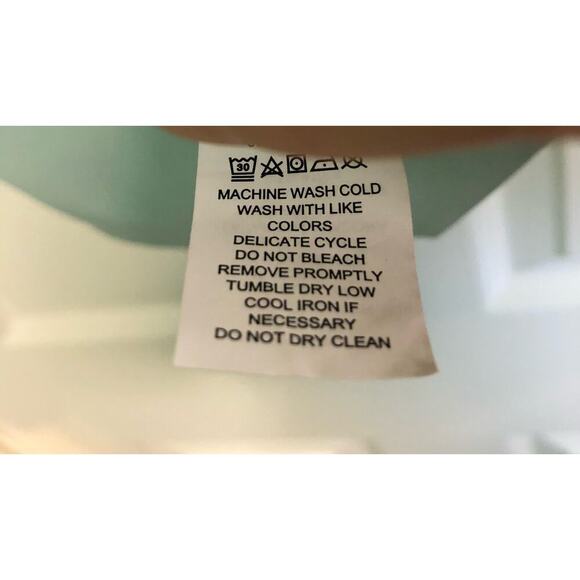 30
MACHINE WASH COLD
WASH WITH LIKE
COLORS
DELICATE CYCLE
DO NOT BLEACH
REMOVE PROMPTLY
TUMBLE DRY LOW
COOL IRON IF
NECESSARY
DO NOT DRY CLEAN